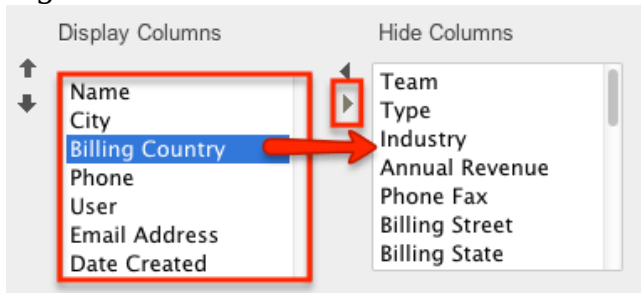 Display Columns
Name
City
Billing Country
Phone
User
Email Address
Date Created
Hide Columns
Team
Type
Industry
Annual Revenue
Phone Fax
Billing Street
Billing State